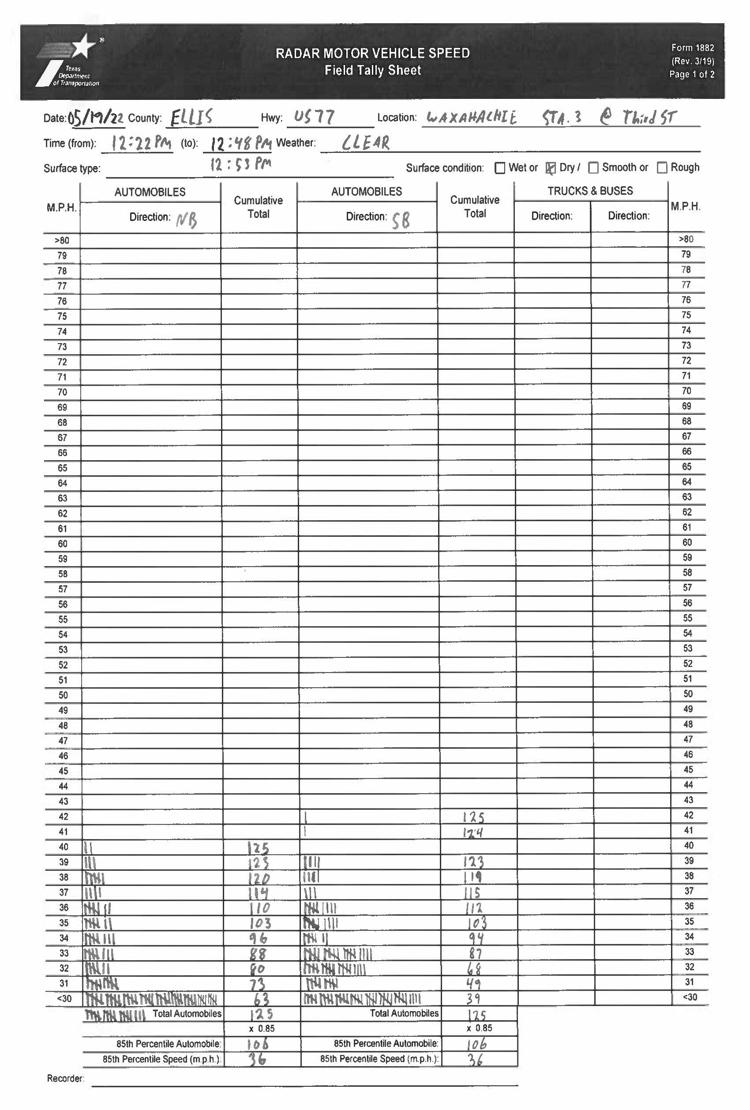 Texas
Department
of Transportation
RADAR MOTOR VEHICLE SPEED
Field Tally Sheet
Form 1882
(Rev. 3/19)
Page 1 of 2
Date: 05/19/22 County: ELLIS Hwy: US77 Location: WAXAHACHIE STA. 3 @ Third ST
Time (from): 12:22 PM (to): 12:48 PM Weather: CLEAR
12:53 PM
Surface type: Surface condition: Wet or Dry / Smooth or Rough
M.P.H. AUTOMOBILES Cumulative Total AUTOMOBILES Cumulative Total TRUCKS & BUSES M.P.H.
Direction: NB Direction: SB Direction: Direction:
>80 >80
79 79
78 78
77 77
76 76
75 75
74 74
73 73
72 72
71 71
70 70
69 69
68 68
67 67
66 66
65 65
64 64
63 63
62 62
61 61
60 60
59 59
58 58
57 57
56 56
55 55
54 54
53 53
52 52
51 51
50 50
49 49
48 48
47 47
46 46
45 45
44 44
43 43
42 125 42
41 124 41
40 125 40
39 123 123 39
38 120 119 38
37 114 115 37
36 110 112 36
35 103 103 35
34 96 94 34
33 88 87 33
32 80 68 32
31 73 49 31
<30 63 39 <30
Total Automobiles 125 Total Automobiles 125
x 0.85 x 0.85
85th Percentile Automobile: 106 85th Percentile Automobile: 106
85th Percentile Speed (m.p.h.): 36 85th Percentile Speed (m.p.h.): 36
Recorder: